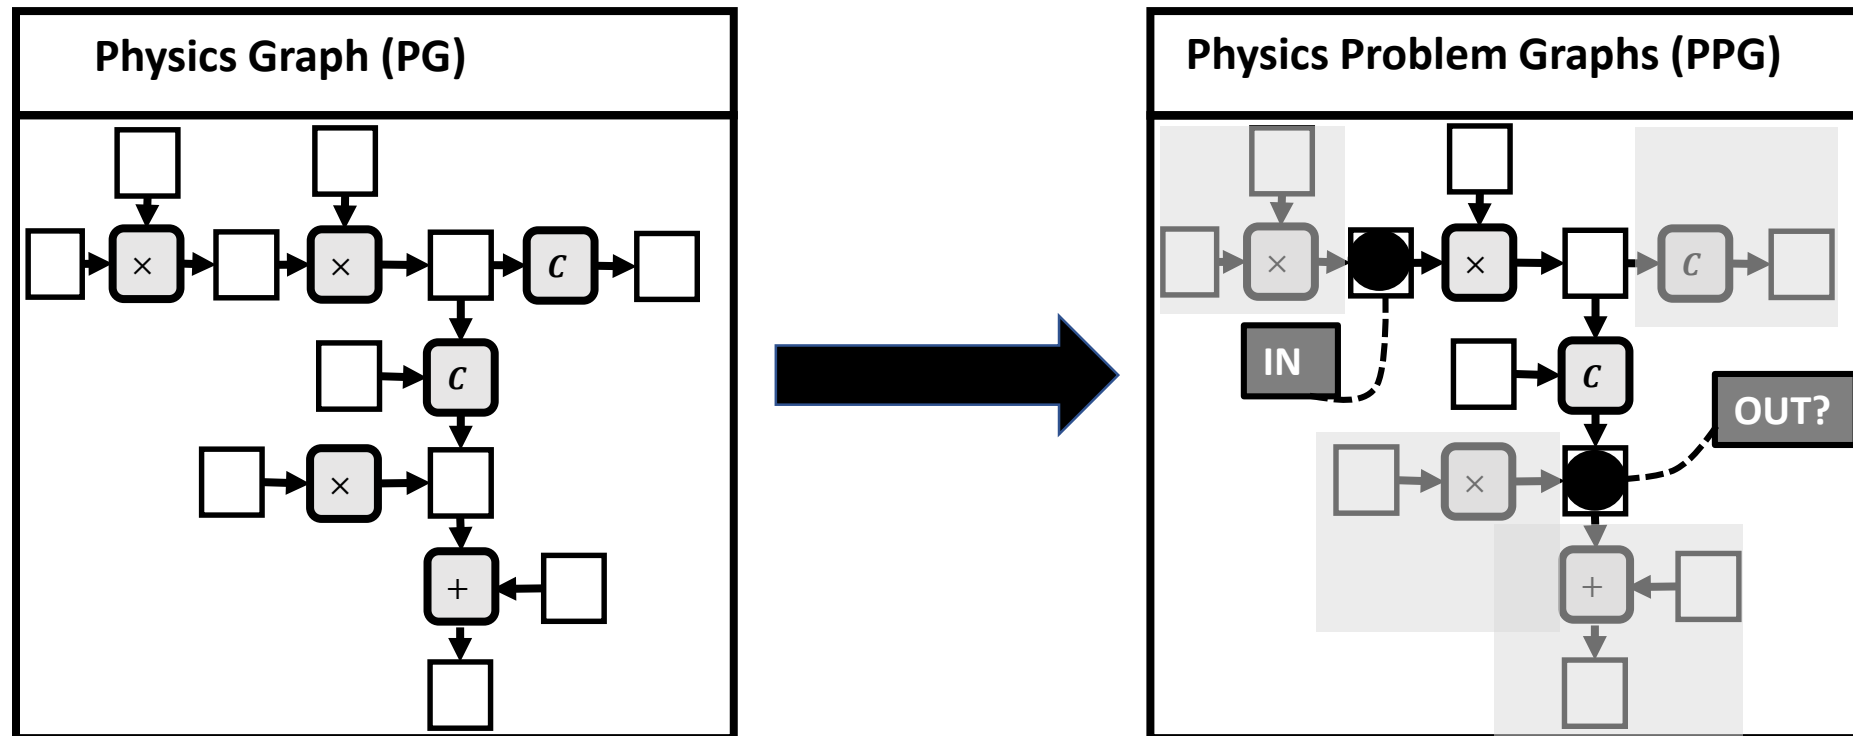 Physics Graph (PG)
× × C
C
×
+
Physics Problem Graphs (PPG)
× × C
IN
C
OUT?
×
+